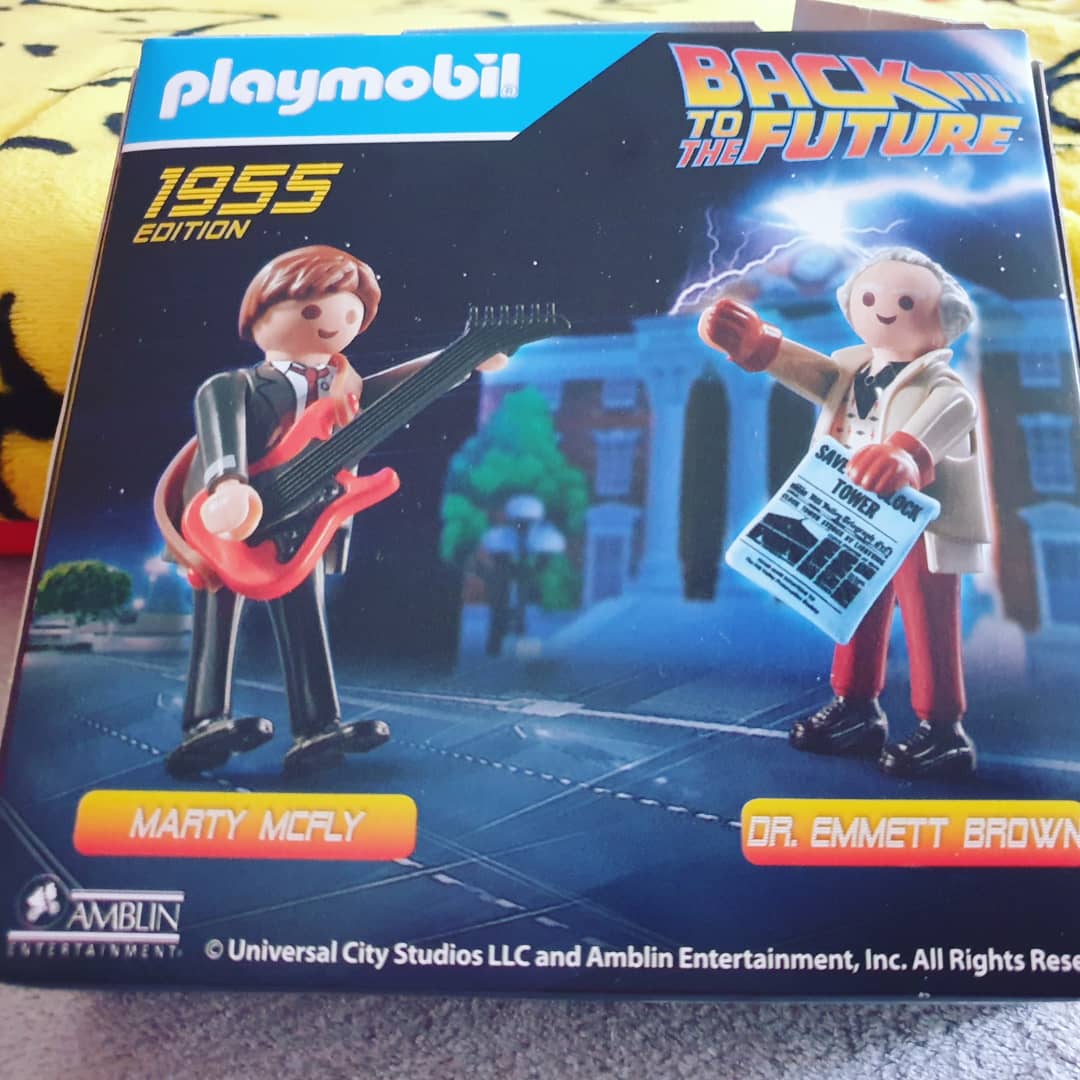 playmobil
BACK
TO THE FUTURE
1955
EDITION
SAVE CLOCK
TOWER
MARTY MCFLY
DR. EMMETT BROWN
AMBLIN
ENTERTAINMENT
© Universal City Studios LLC and Amblin Entertainment, Inc. All Rights Rese